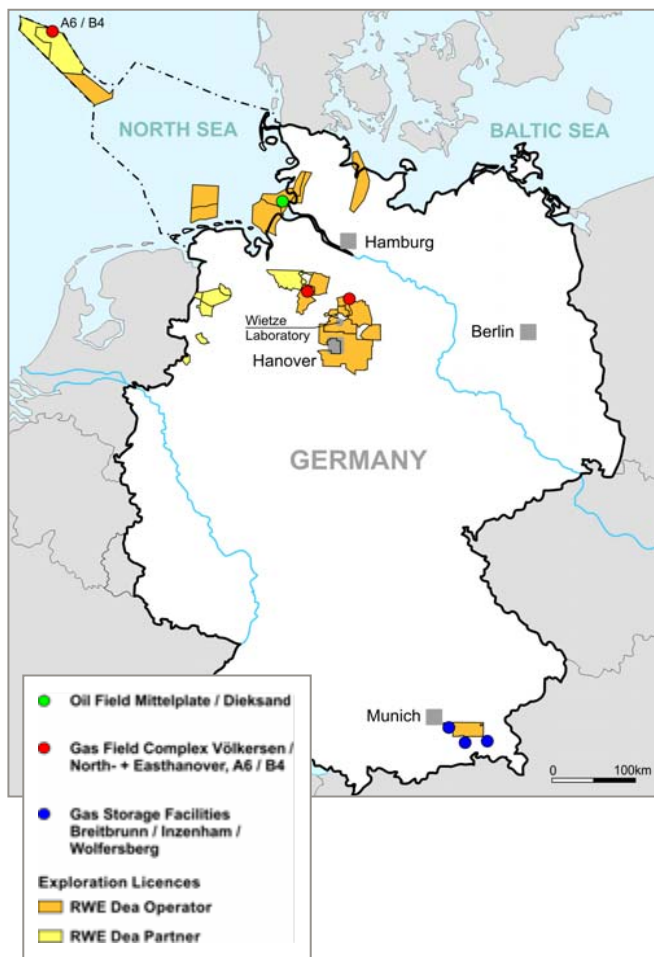 A6 / B4
NORTH SEA
BALTIC SEA
Hamburg
Wietze
Laboratory
Berlin
Hanover
GERMANY
Munich
0 100km
Oil Field Mittelplate / Dieksand
Gas Field Complex Völkersen /
North- + Easthanover, A6 / B4
Gas Storage Facilities
Breitbrunn / Inzenham /
Wolfersberg
Exploration Licences
RWE Dea Operator
RWE Dea Partner